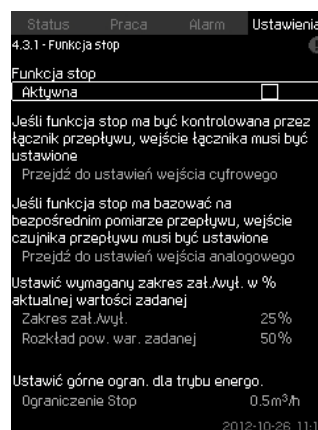 Status Praca Alarm Ustawienia
4.3.1 - Funkcja stop
Funkcja stop
Aktywna
Jeśli funkcja stop ma być kontrolowana przez
łącznik przepływu, wejście łącznika musi być
ustawione
Przejdź do ustawień wejścia cyfrowego
Jeśli funkcja stop ma bazować na
bezpośrednim pomiarze przepływu, wejście
czujnika przepływu musi być ustawione
Przejdź do ustawień wejścia analogowego
Ustawić wymagany zakres zał./wył. w %
aktualnej wartości zadanej
Zakres zał./wył. 25%
Rozkład pow. war. zadanej 50%
Ustawić górne ogran. dla trybu energo.
Ograniczenie Stop 0.5m³/h
2012-10-26 11:1